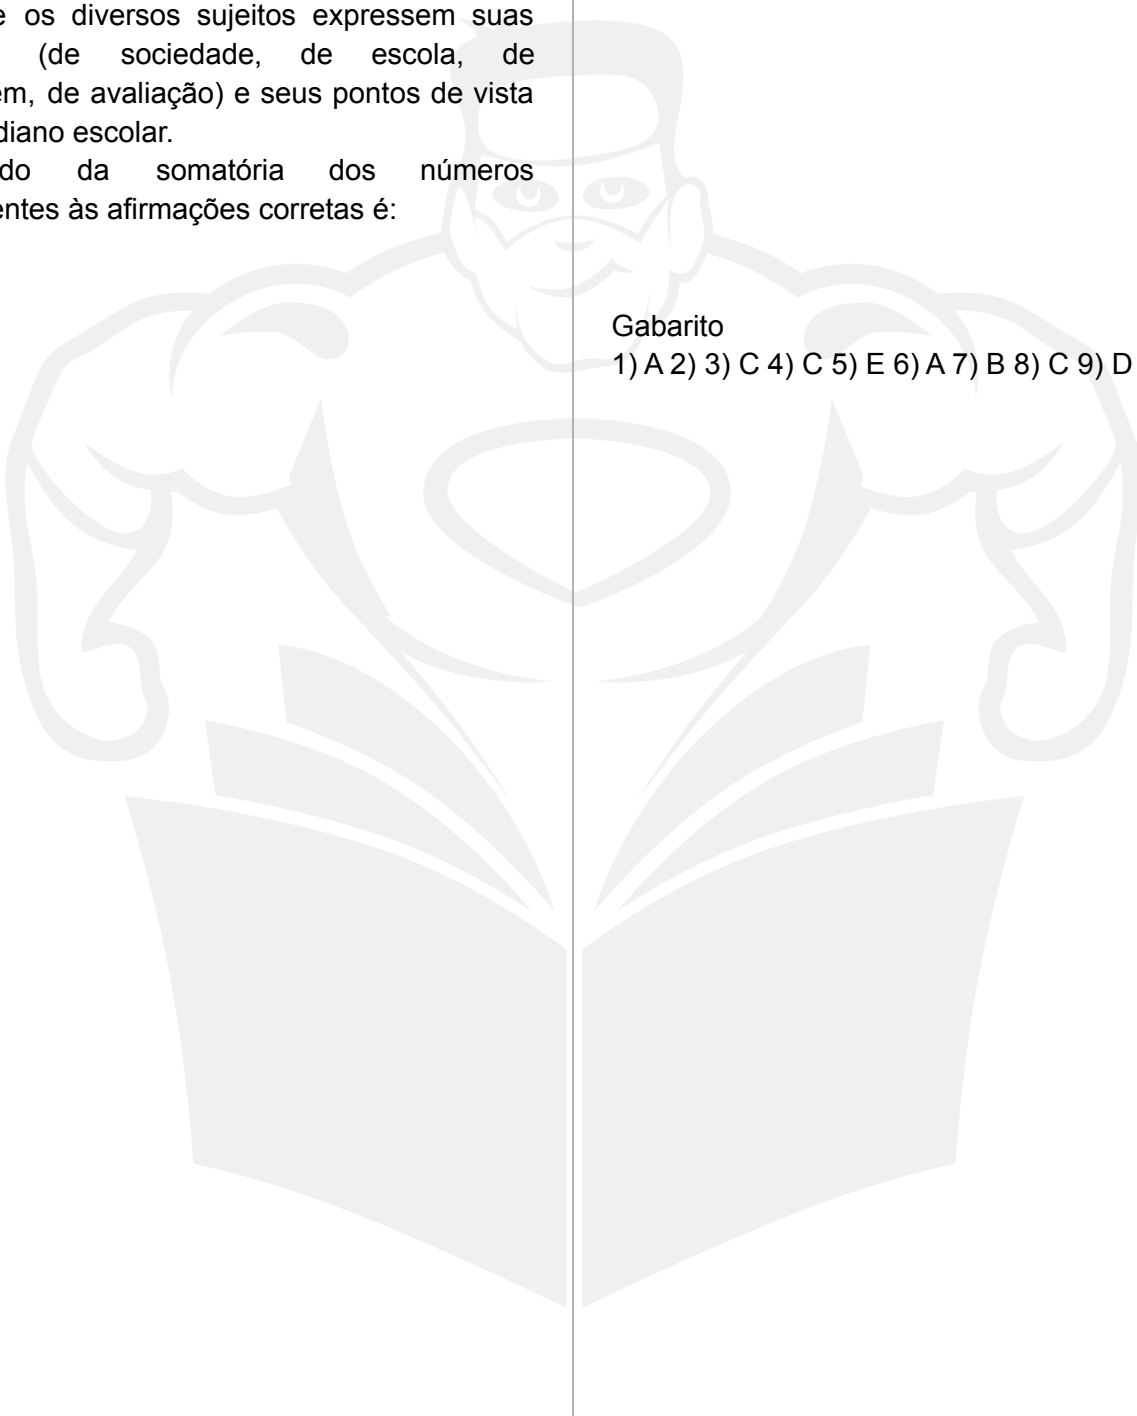 e os diversos sujeitos expressem suas
(de sociedade, de escola, de
em, de avaliação) e seus pontos de vista
diano escolar.
do da somatória dos números
entes às afirmações corretas é:
Gabarito
1) A 2) 3) C 4) C 5) E 6) A 7) B 8) C 9) D